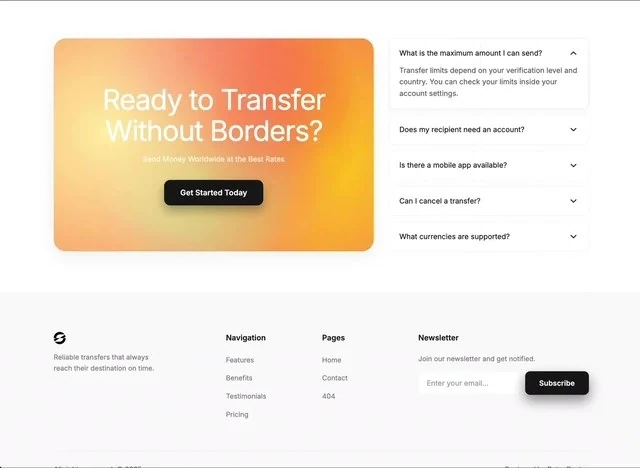 Ready to Transfer
Without Borders?
Send Money Worldwide at the Best Rates
Get Started Today
What is the maximum amount I can send?
Transfer limits depend on your verification level and
country. You can check your limits inside your
account settings.
Does my recipient need an account?
Is there a mobile app available?
Can I cancel a transfer?
What currencies are supported?
Reliable transfers that always
reach their destination on time.
Navigation
Features
Benefits
Testimonials
Pricing
Pages
Home
Contact
404
Newsletter
Join our newsletter and get notified.
Enter your email...
Subscribe